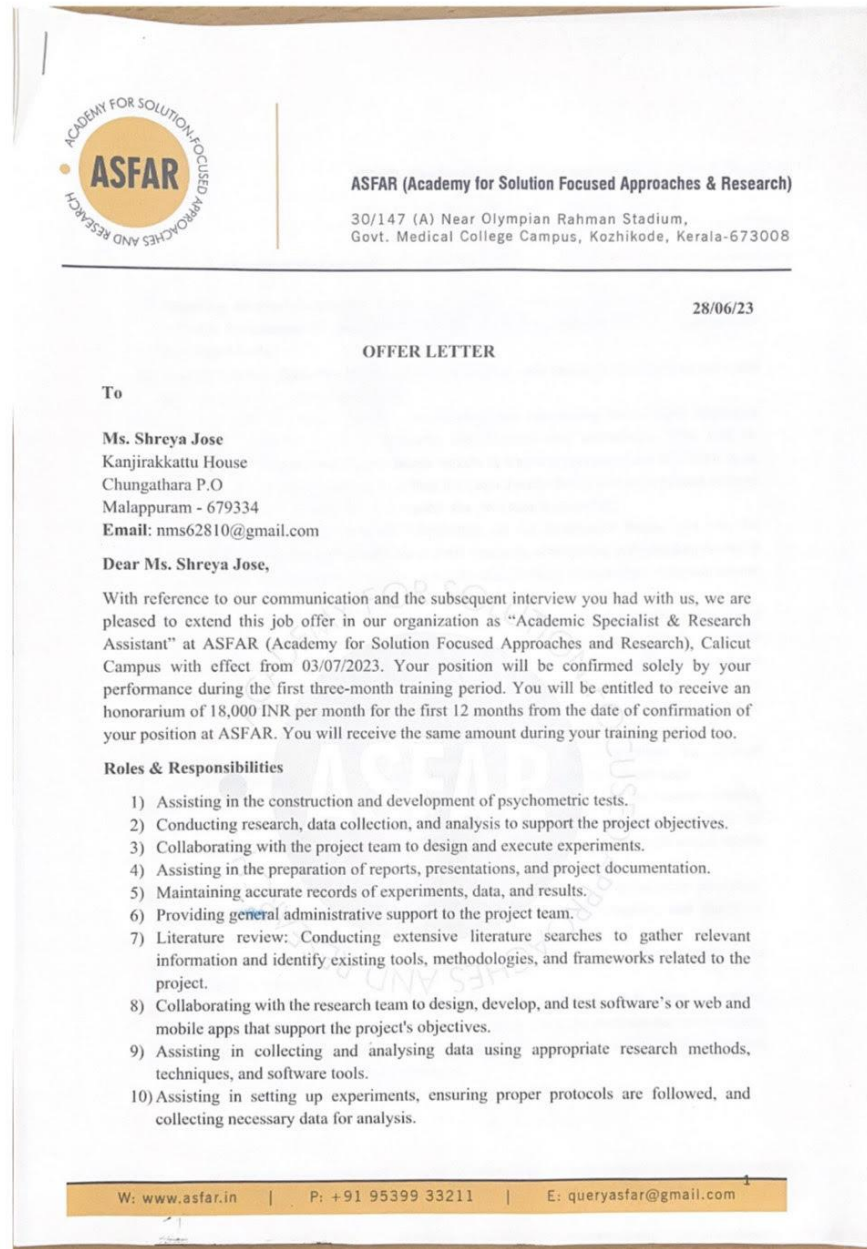 ACADEMY FOR SOLUTION-FOCUSED APPROACHES AND RESEARCH
ASFAR
ASFAR (Academy for Solution Focused Approaches & Research)
30/147 (A) Near Olympian Rahman Stadium,
Govt. Medical College Campus, Kozhikode, Kerala-673008
28/06/23
OFFER LETTER
To
Ms. Shreya Jose
Kanjirakkattu House
Chungathara P.O
Malappuram - 679334
Email: nms62810@gmail.com
Dear Ms. Shreya Jose,
With reference to our communication and the subsequent interview you had with us, we are
pleased to extend this job offer in our organization as “Academic Specialist & Research
Assistant” at ASFAR (Academy for Solution Focused Approaches and Research), Calicut
Campus with effect from 03/07/2023. Your position will be confirmed solely by your
performance during the first three-month training period. You will be entitled to receive an
honorarium of 18,000 INR per month for the first 12 months from the date of confirmation of
your position at ASFAR. You will receive the same amount during your training period too.
Roles & Responsibilities
1) Assisting in the construction and development of psychometric tests.
2) Conducting research, data collection, and analysis to support the project objectives.
3) Collaborating with the project team to design and execute experiments.
4) Assisting in the preparation of reports, presentations, and project documentation.
5) Maintaining accurate records of experiments, data, and results.
6) Providing general administrative support to the project team.
7) Literature review: Conducting extensive literature searches to gather relevant
information and identify existing tools, methodologies, and frameworks related to the
project.
8) Collaborating with the research team to design, develop, and test software’s or web and
mobile apps that support the project's objectives.
9) Assisting in collecting and analysing data using appropriate research methods,
techniques, and software tools.
10) Assisting in setting up experiments, ensuring proper protocols are followed, and
collecting necessary data for analysis.
1
W: www.asfar.in | P: +91 95399 33211 | E: queryasfar@gmail.com